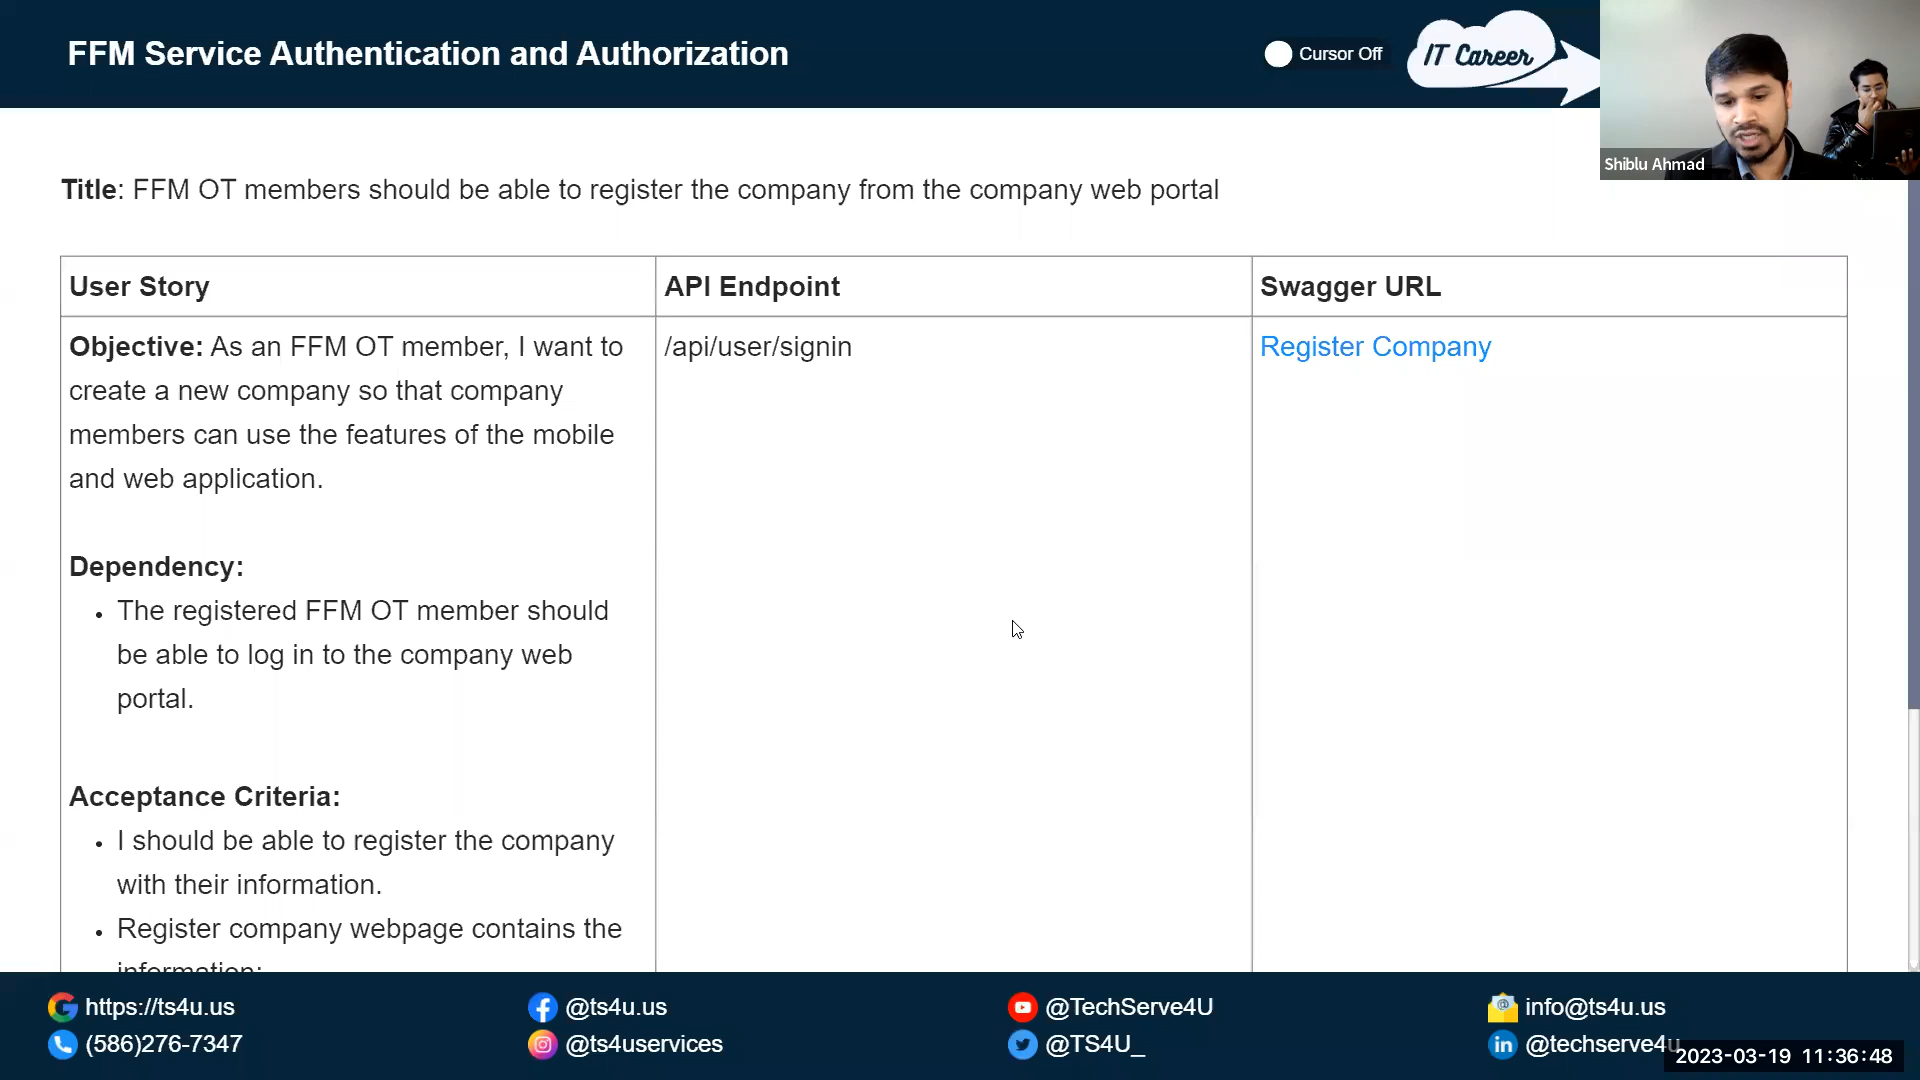 FFM Service Authentication and Authorization
Cursor Off
IT Career
Shiblu Ahmad
Title: FFM OT members should be able to register the company from the company web portal
User Story
API Endpoint
Swagger URL
Objective: As an FFM OT member, I want to
create a new company so that company
members can use the features of the mobile
and web application.
/api/user/signin
Register Company
Dependency:
• The registered FFM OT member should
be able to log in to the company web
portal.
Acceptance Criteria:
• I should be able to register the company
with their information.
• Register company webpage contains the
information:
https://ts4u.us
(586)276-7347
@ts4u.us
@ts4uservices
@TechServe4U
@TS4U_
info@ts4u.us
@techserve4u
2023-03-19 11:36:48